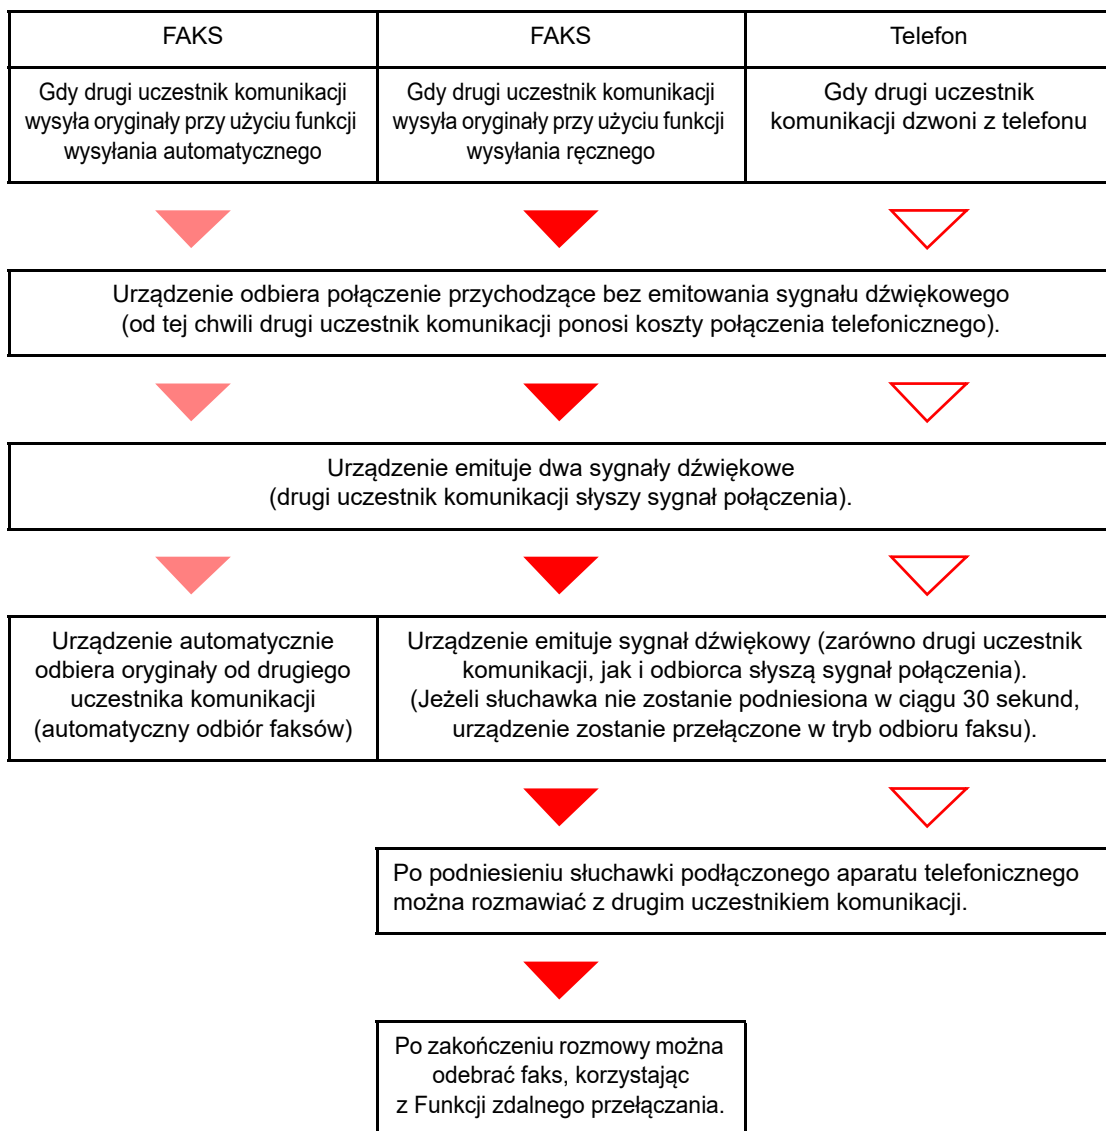 FAKS
FAKS
Telefon
Gdy drugi uczestnik komunikacji
wysyła oryginały przy użyciu funkcji
wysyłania automatycznego
Gdy drugi uczestnik komunikacji
wysyła oryginały przy użyciu funkcji
wysyłania ręcznego
Gdy drugi uczestnik
komunikacji dzwoni z telefonu
Urządzenie odbiera połączenie przychodzące bez emitowania sygnału dźwiękowego
(od tej chwili drugi uczestnik komunikacji ponosi koszty połączenia telefonicznego).
Urządzenie emituje dwa sygnały dźwiękowe
(drugi uczestnik komunikacji słyszy sygnał połączenia).
Urządzenie automatycznie
odbiera oryginały od drugiego
uczestnika komunikacji
(automatyczny odbiór faksów)
Urządzenie emituje sygnał dźwiękowy (zarówno drugi uczestnik
komunikacji, jak i odbiorca słyszą sygnał połączenia).
(Jeżeli słuchawka nie zostanie podniesiona w ciągu 30 sekund,
urządzenie zostanie przełączone w tryb odbioru faksu).
Po podniesieniu słuchawki podłączonego aparatu telefonicznego
można rozmawiać z drugim uczestnikiem komunikacji.
Po zakończeniu rozmowy można
odebrać faks, korzystając
z Funkcji zdalnego przełączania.